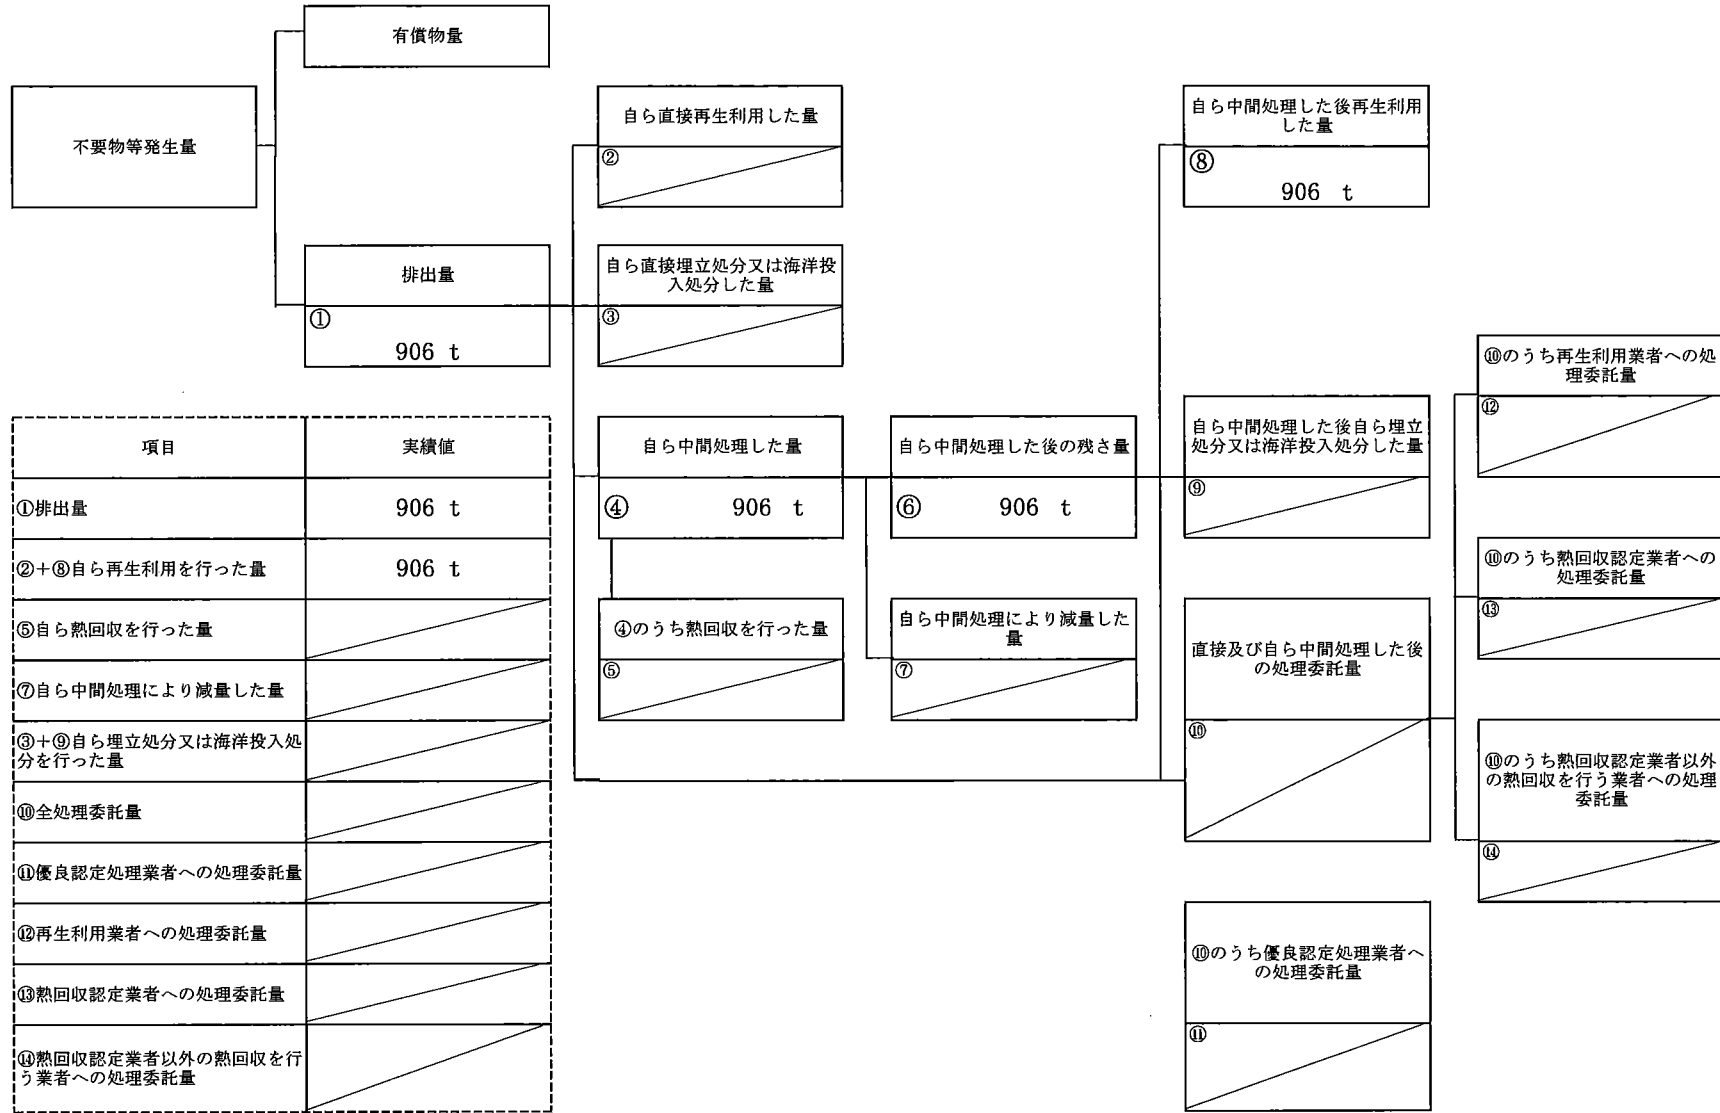 有償物量
不要物等発生量
排出量
①
906 t
自ら直接再生利用した量
②
自ら直接埋立処分又は海洋投
入処分した量
③
自ら中間処理した量
④ 906 t
④のうち熱回収を行った量
⑤
自ら中間処理した後の残さ量
⑥ 906 t
自ら中間処理により減量した
量
⑦
自ら中間処理した後再生利用
した量
⑧
906 t
自ら中間処理した後自ら埋立
処分又は海洋投入処分した量
⑨
直接及び自ら中間処理した後
の処理委託量
⑩
⑩のうち優良認定処理業者へ
の処理委託量
⑪
⑩のうち再生利用業者への処
理委託量
⑫
⑩のうち熱回収認定業者への
処理委託量
⑬
⑩のうち熱回収認定業者以外
の熱回収を行う業者への処理
委託量
⑭
項目 実績値
①排出量 906 t
②+⑧自ら再生利用を行った量 906 t
⑤自ら熱回収を行った量
⑦自ら中間処理により減量した量
③+⑨自ら埋立処分又は海洋投入処
分を行った量
⑩全処理委託量
⑪優良認定処理業者への処理委託量
⑫再生利用業者への処理委託量
⑬熱回収認定業者への処理委託量
⑭熱回収認定業者以外の熱回収を行
う業者への処理委託量